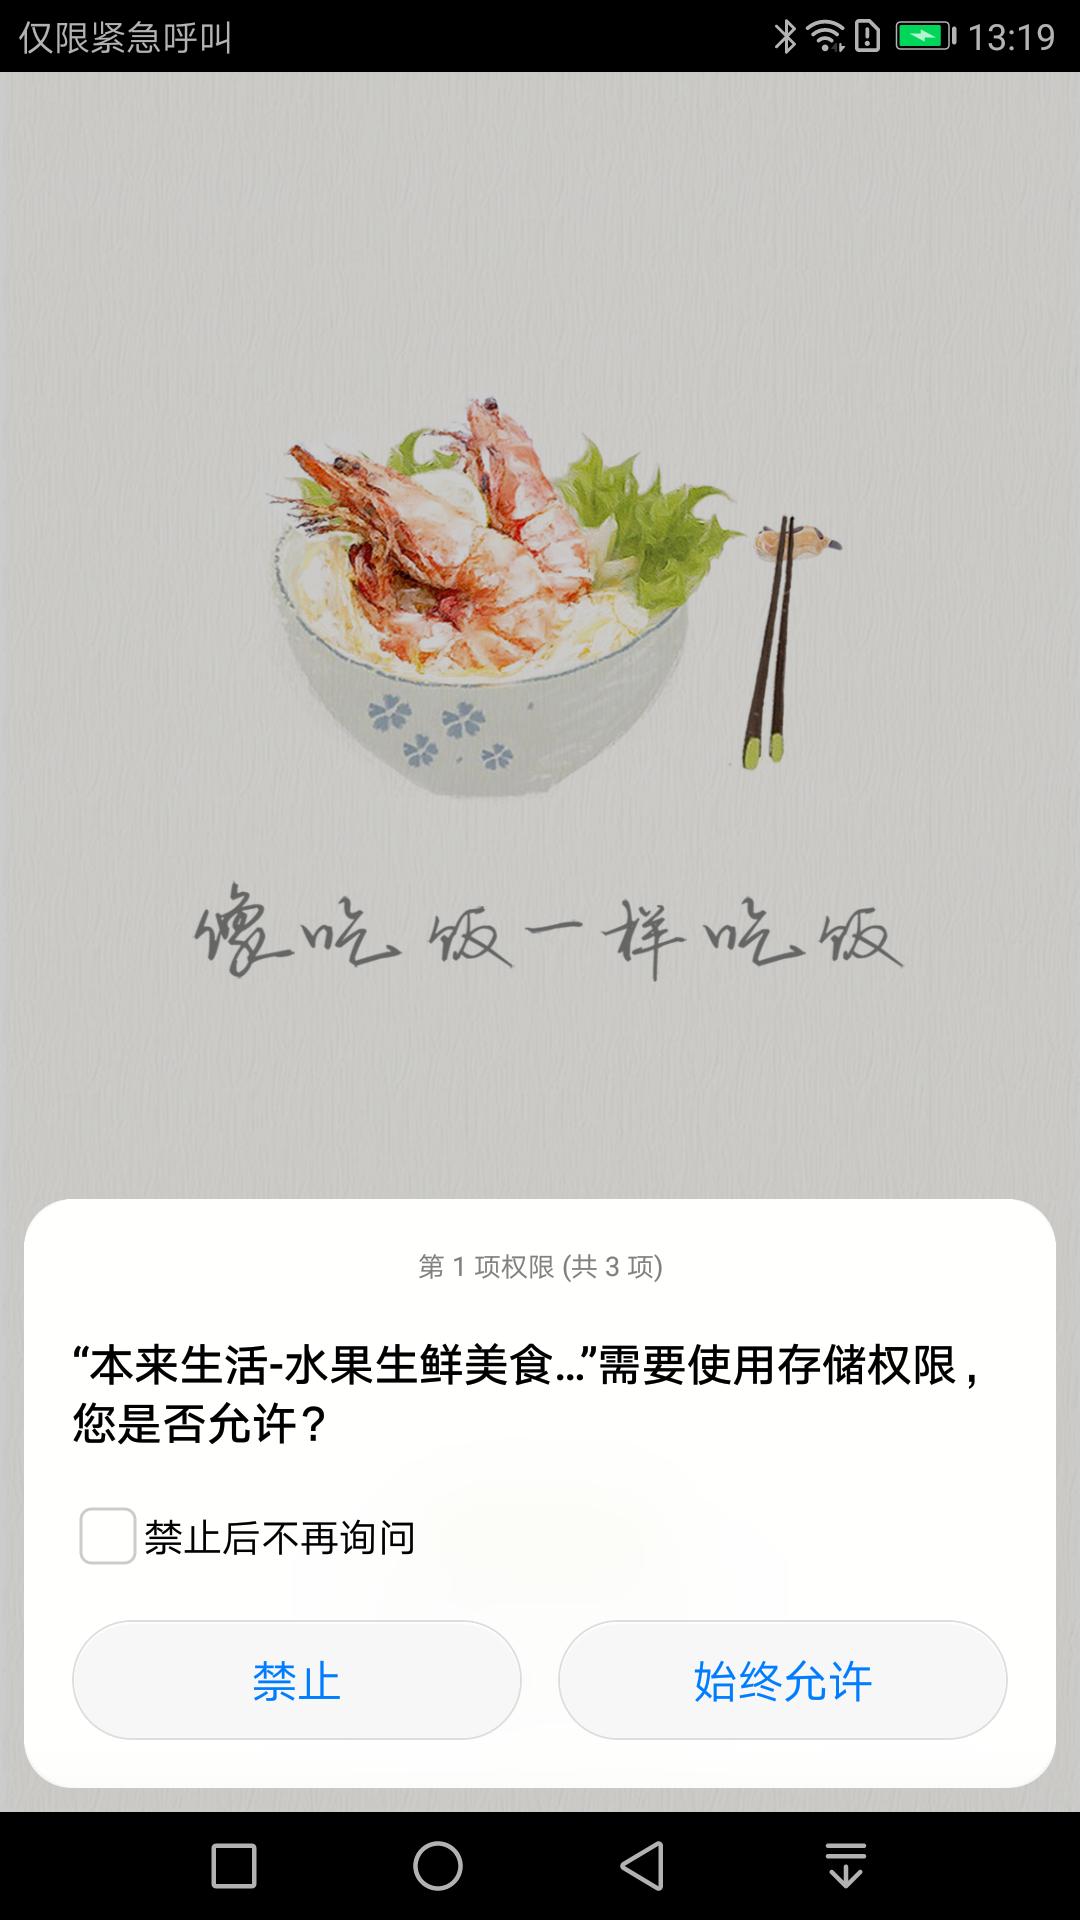 仅限紧急呼叫 13:19
像吃饭一样吃饭
第 1 项权限 (共 3 项)
“本来生活-水果生鲜美食...”需要使用存储权限，
您是否允许？
禁止后不再询问
禁止 始终允许